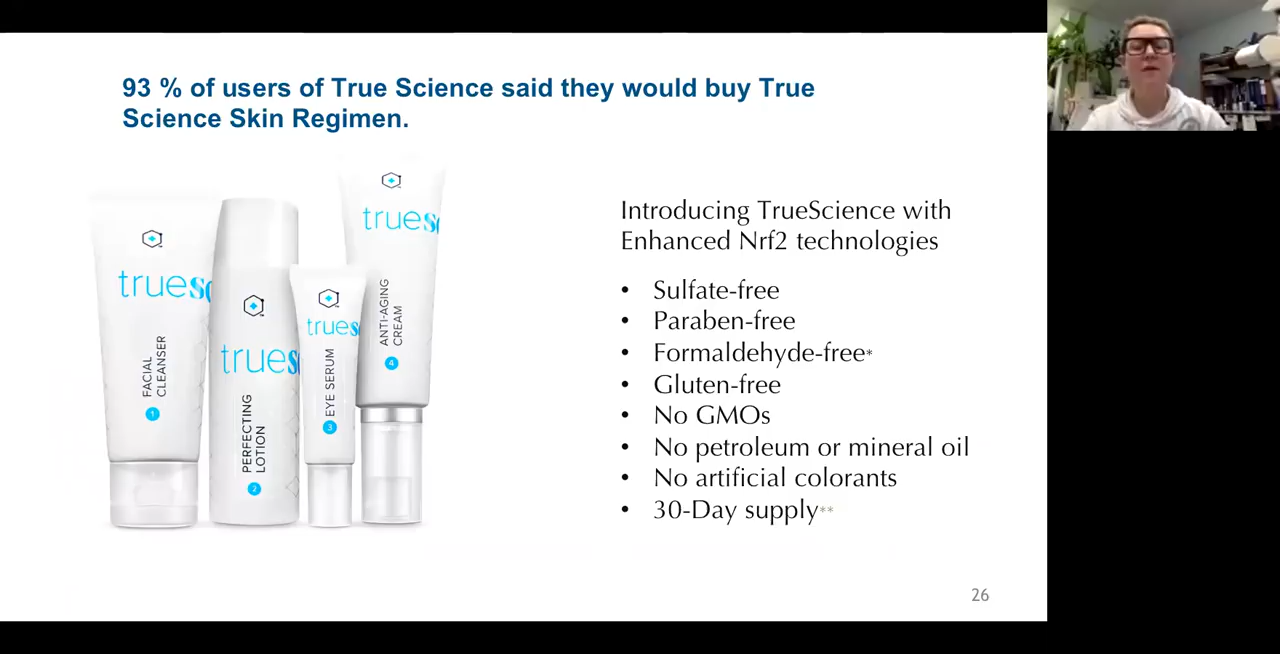 93 % of users of True Science said they would buy True
Science Skin Regimen.
Introducing TrueScience with
Enhanced Nrf2 technologies
• Sulfate-free
• Paraben-free
• Formaldehyde-free*
• Gluten-free
• No GMOs
• No petroleum or mineral oil
• No artificial colorants
• 30-Day supply**
truesc
FACIAL
CLEANSER
1
trues
PERFECTING
LOTION
2
trues
EYE SERUM
3
truesc
ANTI-AGING
CREAM
4
26